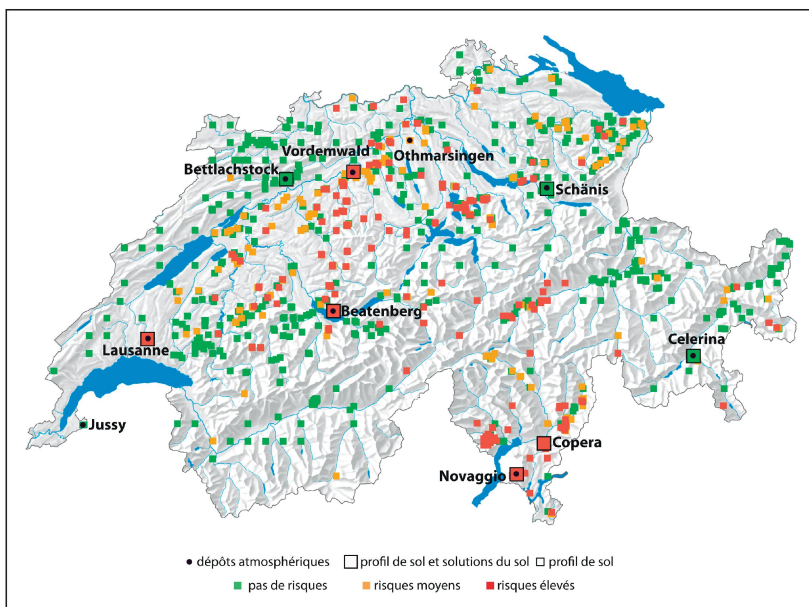 Vordemwald
Othmarsingen
Bettlachstock
Schänis
Beatenberg
Lausanne
Celerina
Jussy
Copera
Novaggio
dépôts atmosphériques profil de sol et solutions du sol profil de sol
pas de risques risques moyens risques élevés